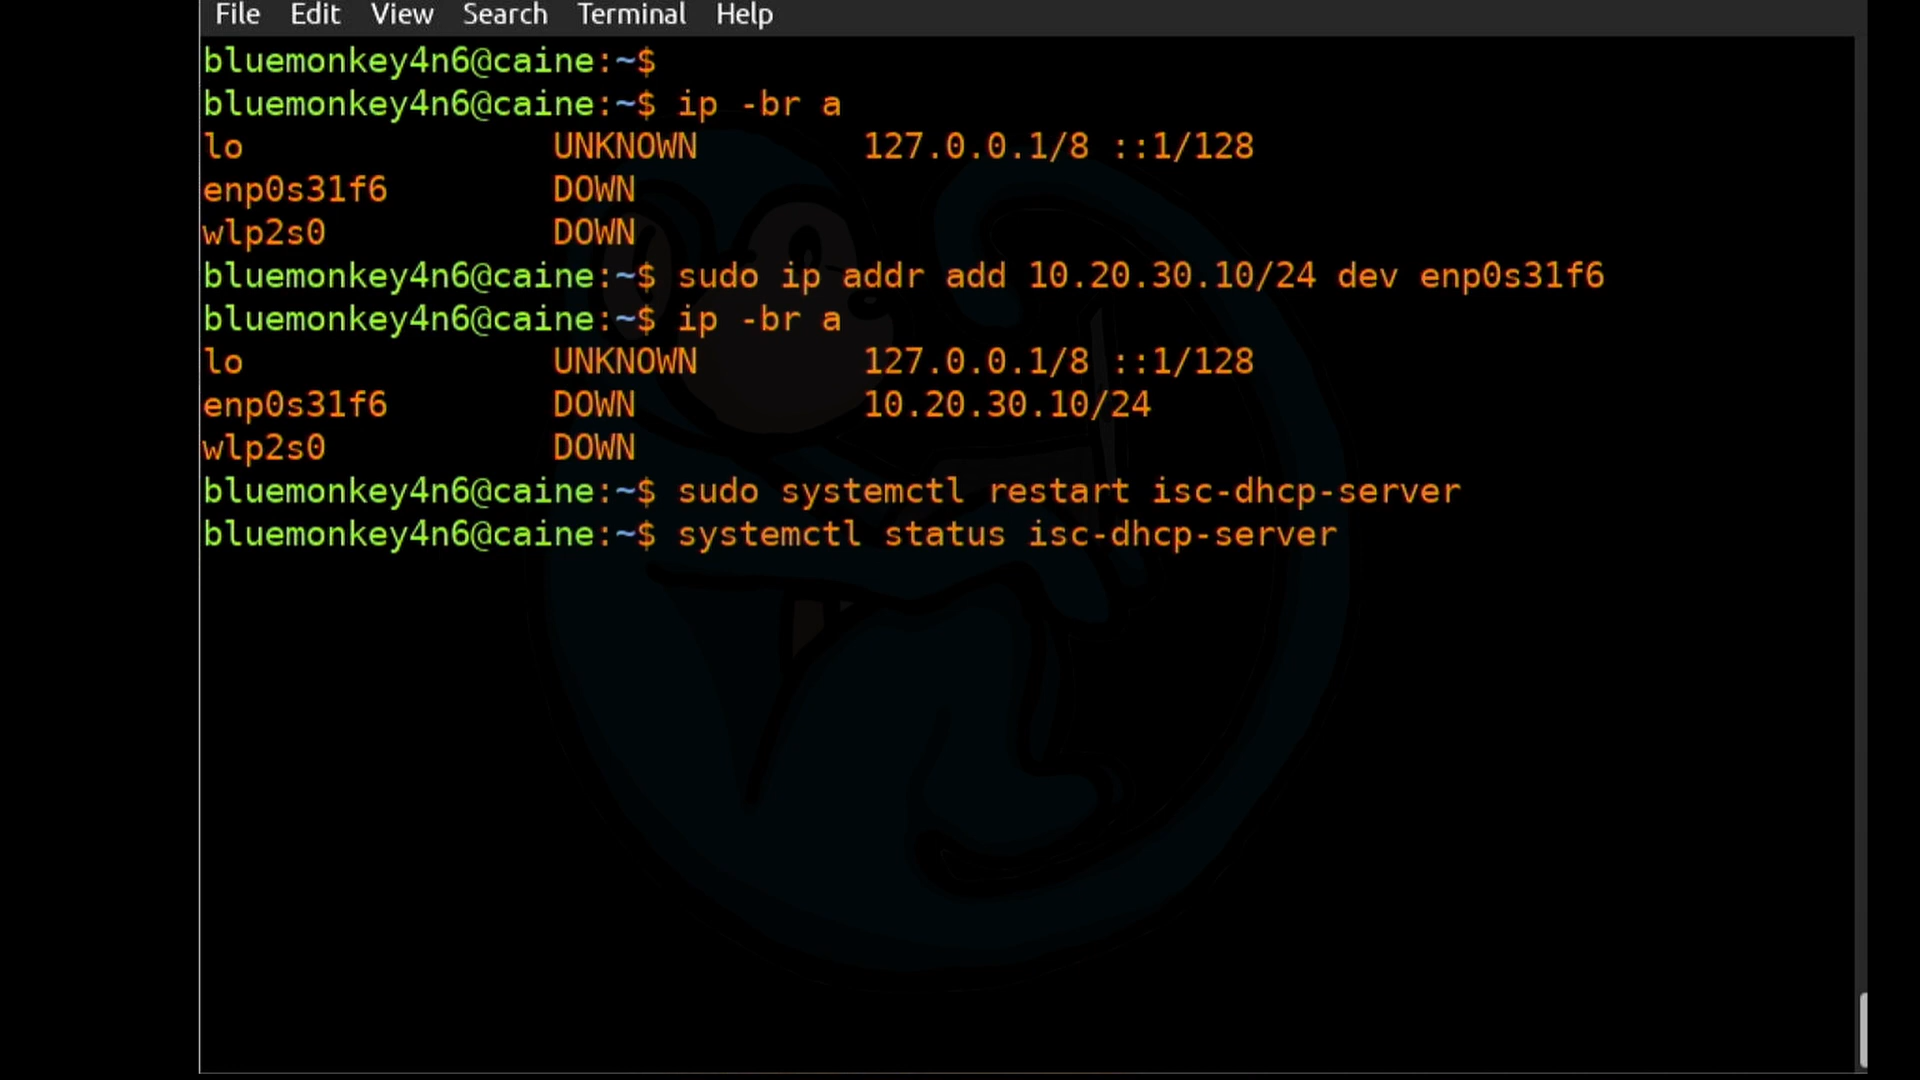 File Edit View Search Terminal Help
bluemonkey4n6@caine:~$
bluemonkey4n6@caine:~$ ip -br a
lo UNKNOWN 127.0.0.1/8 ::1/128
enp0s31f6 DOWN
wlp2s0 DOWN
bluemonkey4n6@caine:~$ sudo ip addr add 10.20.30.10/24 dev enp0s31f6
bluemonkey4n6@caine:~$ ip -br a
lo UNKNOWN 127.0.0.1/8 ::1/128
enp0s31f6 DOWN 10.20.30.10/24
wlp2s0 DOWN
bluemonkey4n6@caine:~$ sudo systemctl restart isc-dhcp-server
bluemonkey4n6@caine:~$ systemctl status isc-dhcp-server